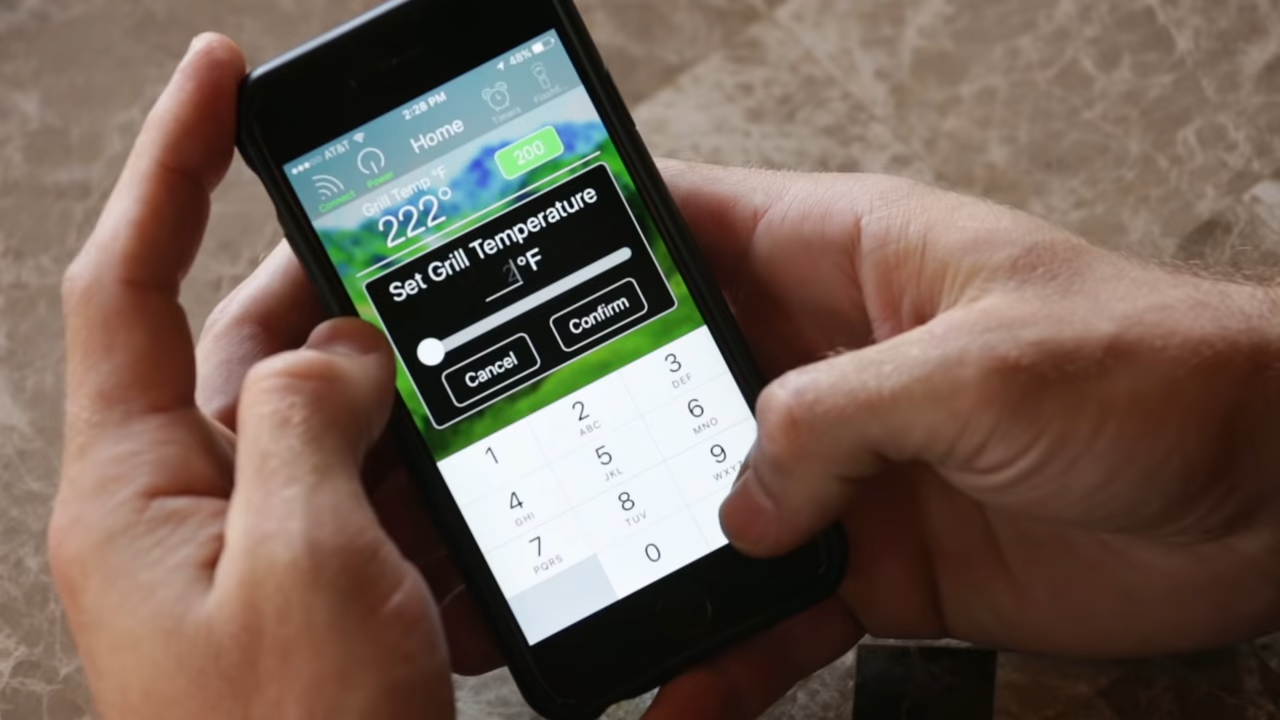 AT&T 2:28 PM 48%
Home
Connect Power Timers
Grill Temp °F
222° 200
Set Grill Temperature
°F
Cancel Confirm
1 2 3
ABC DEF
4 5 6
GHI JKL MNO
7 8 9
PQRS TUV WXYZ
0